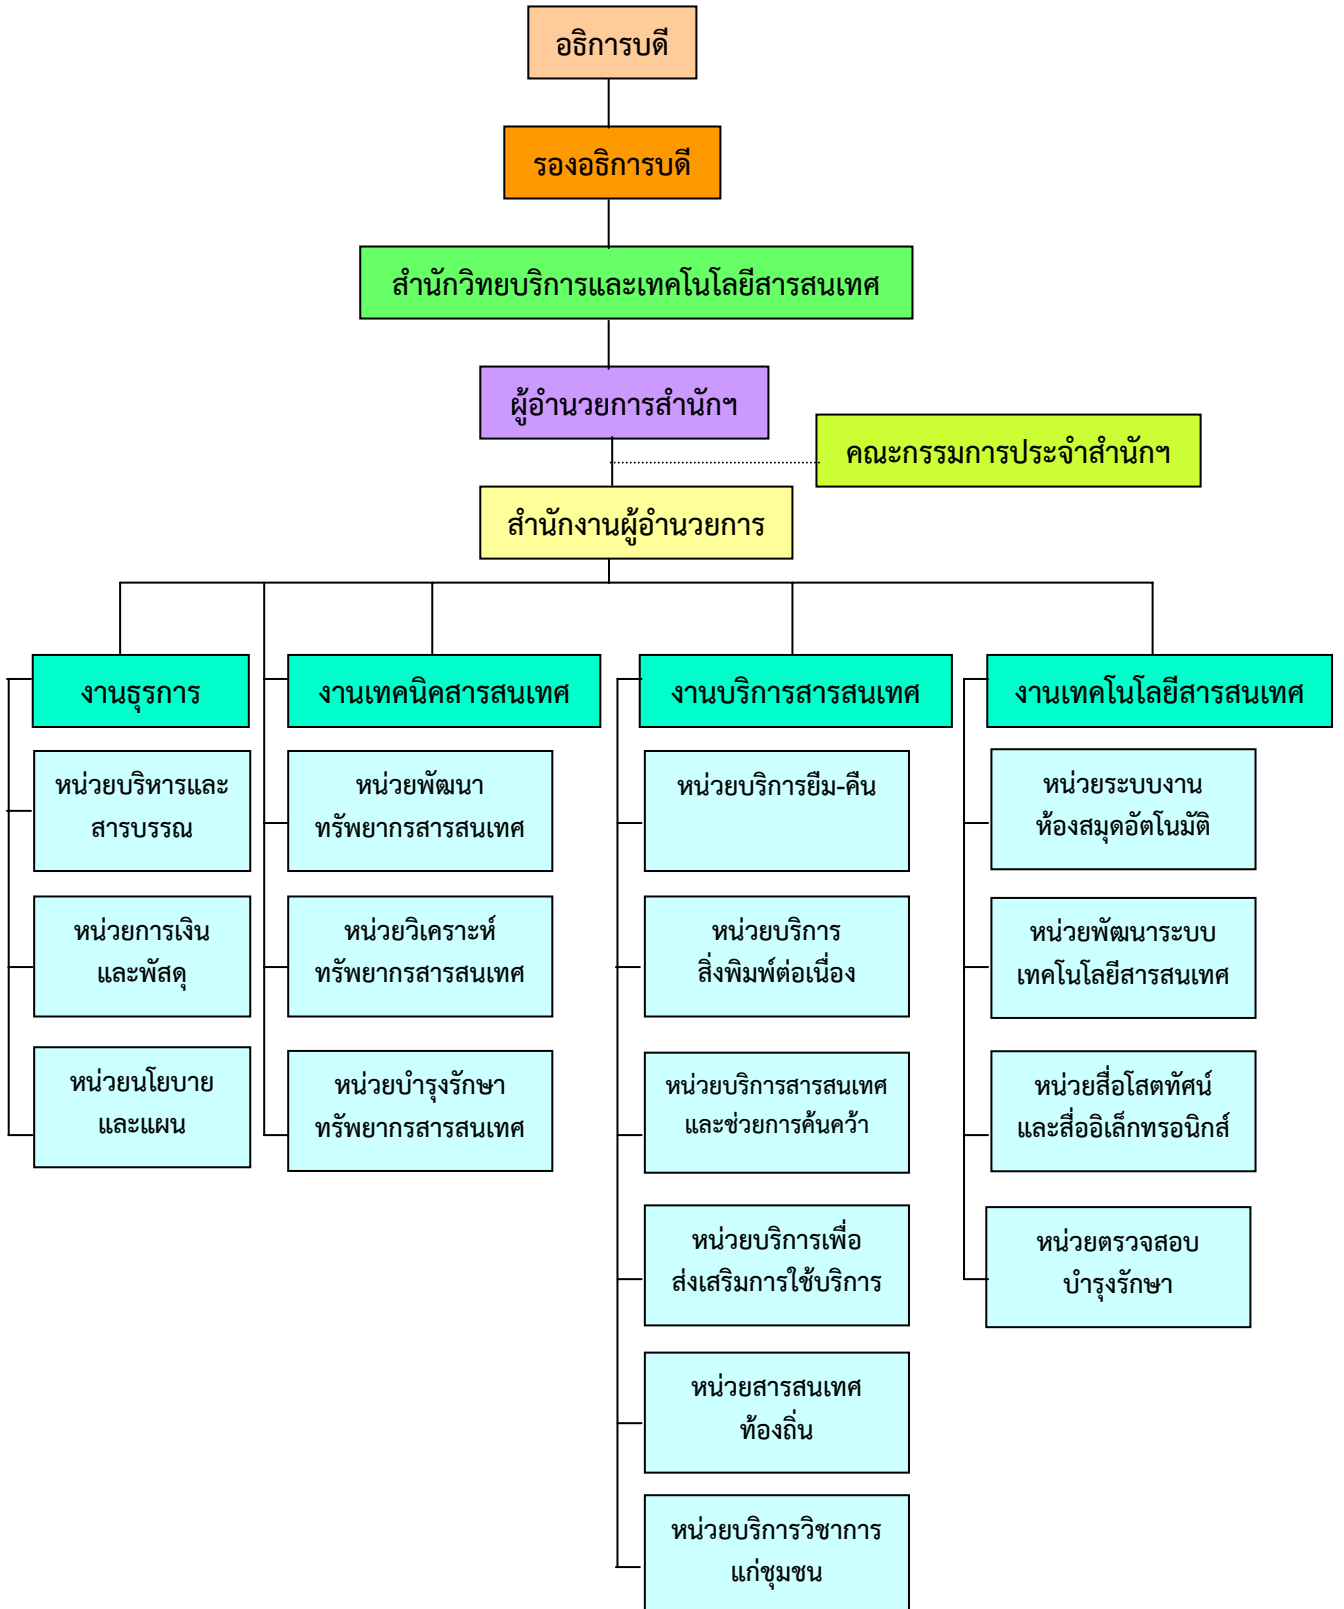 อธิการบดี
รองอธิการบดี
สำนักวิทยบริการและเทคโนโลยีสารสนเทศ
ผู้อำนวยการสำนักฯ
คณะกรรมการประจำสำนักฯ
สำนักงานผู้อำนวยการ
งานธุรการ
หน่วยบริหารและ
สารบรรณ
หน่วยการเงิน
และพัสดุ
หน่วยนโยบาย
และแผน
งานเทคนิคสารสนเทศ
หน่วยพัฒนา
ทรัพยากรสารสนเทศ
หน่วยวิเคราะห์
ทรัพยากรสารสนเทศ
หน่วยบำรุงรักษา
ทรัพยากรสารสนเทศ
งานบริการสารสนเทศ
หน่วยบริการยืม-คืน
หน่วยบริการ
สิ่งพิมพ์ต่อเนื่อง
หน่วยบริการสารสนเทศ
และช่วยการค้นคว้า
หน่วยบริการเพื่อ
ส่งเสริมการใช้บริการ
หน่วยสารสนเทศ
ท้องถิ่น
หน่วยบริการวิชาการ
แก่ชุมชน
งานเทคโนโลยีสารสนเทศ
หน่วยระบบงาน
ห้องสมุดอัตโนมัติ
หน่วยพัฒนาระบบ
เทคโนโลยีสารสนเทศ
หน่วยสื่อโสตทัศน์
และสื่ออิเล็กทรอนิกส์
หน่วยตรวจสอบ
บำรุงรักษา